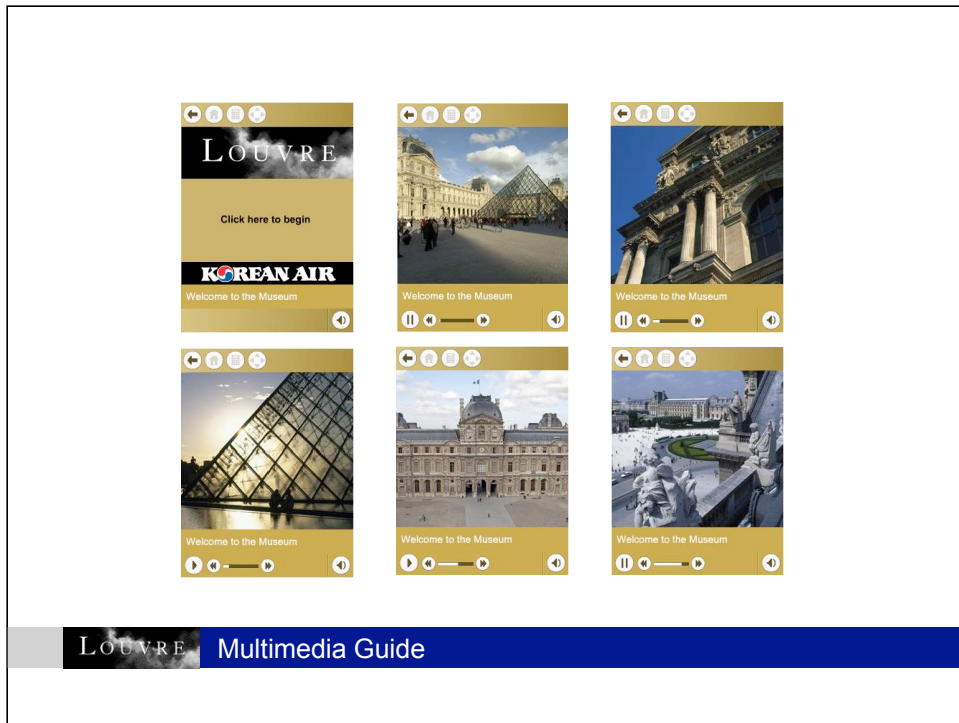 LOUVRE
Click here to begin
KOREAN AIR
Welcome to the Museum
Welcome to the Museum
Welcome to the Museum
Welcome to the Museum
Welcome to the Museum
Welcome to the Museum
LOUVRE
Multimedia Guide